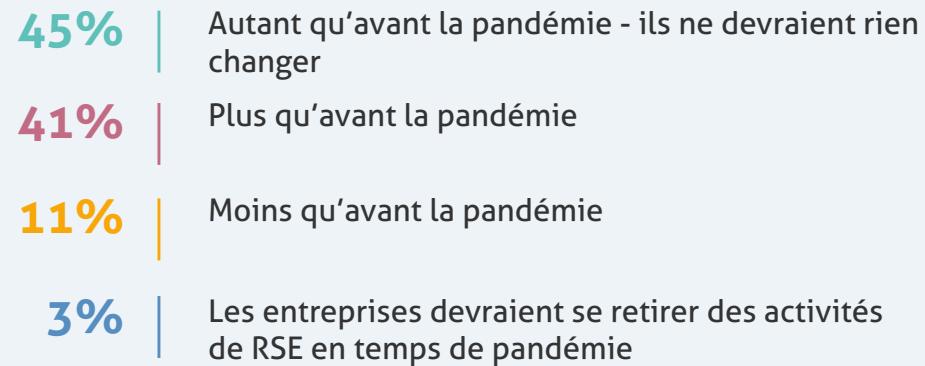 45% Autant qu’avant la pandémie - ils ne devraient rien
changer
41% Plus qu’avant la pandémie
11% Moins qu’avant la pandémie
3% Les entreprises devraient se retirer des activités
de RSE en temps de pandémie